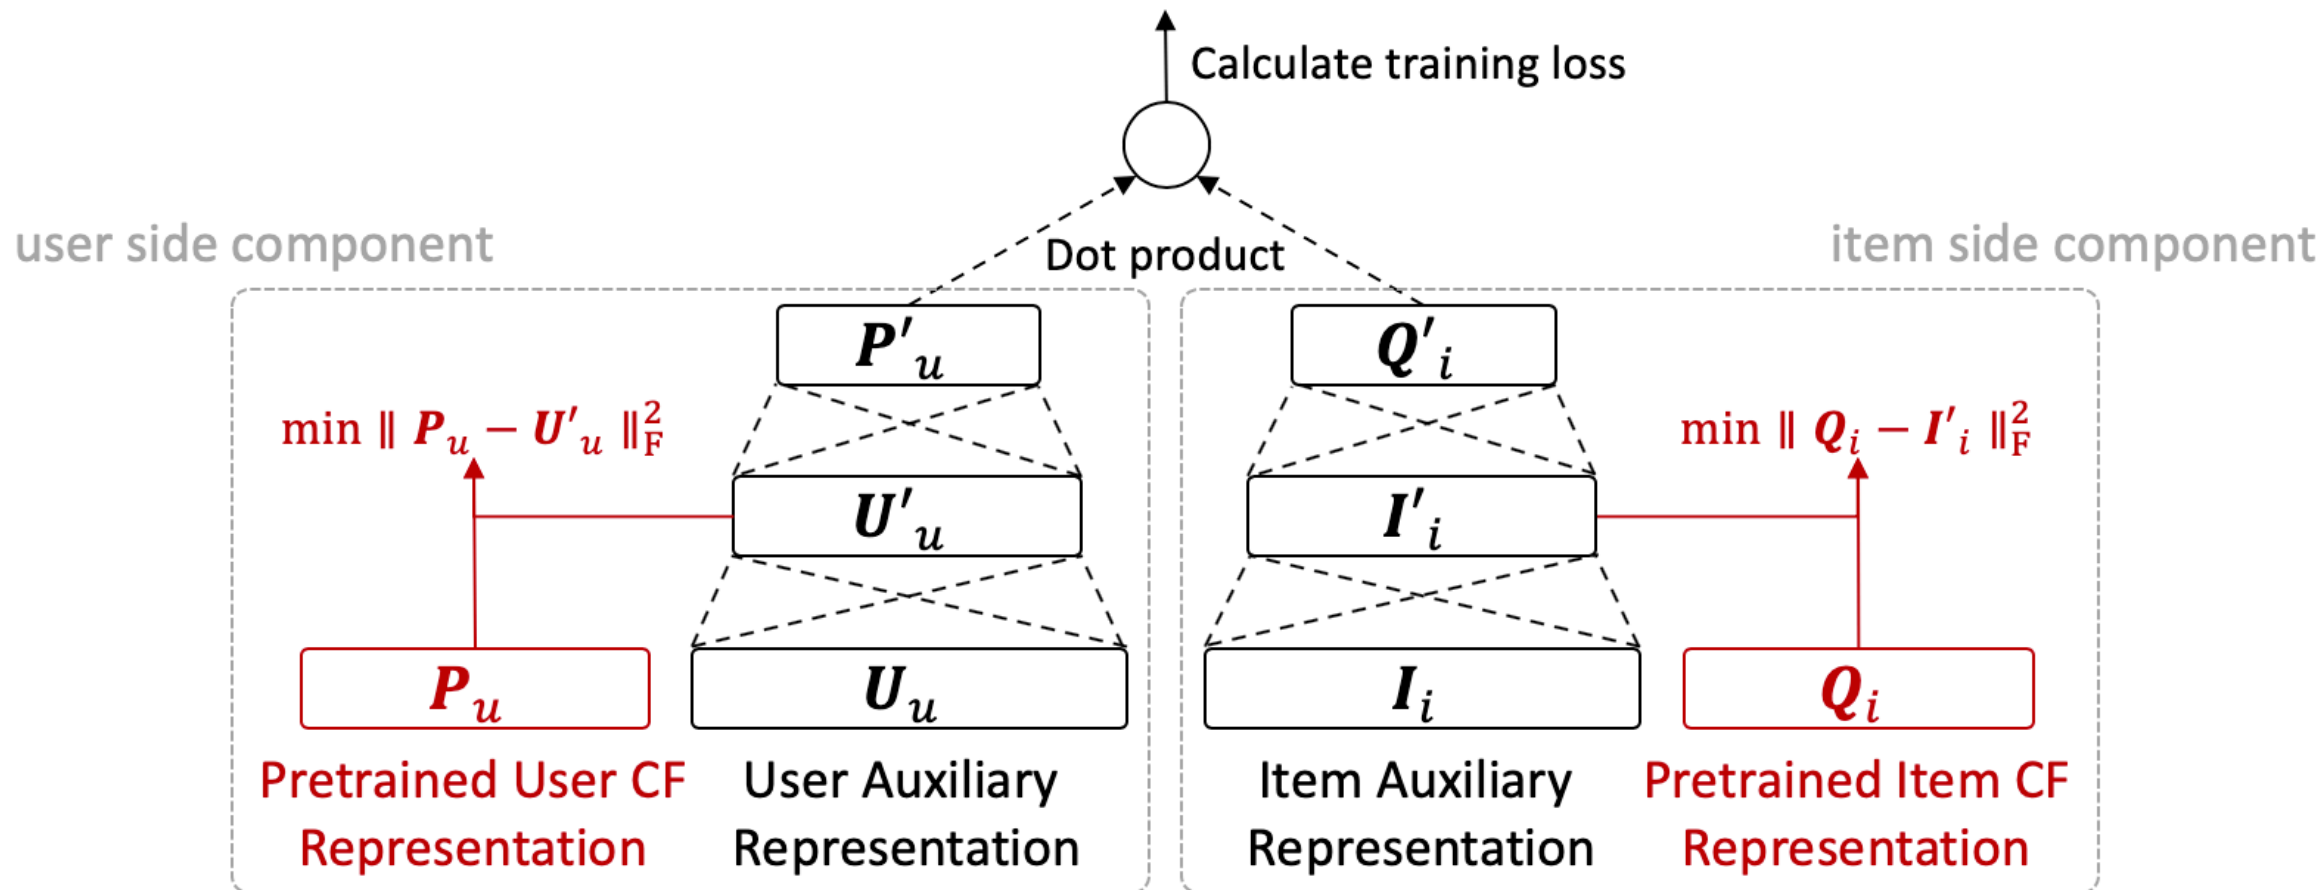 Calculate training loss
user side component
item side component
Dot product
P'u
Q'i
min ‖ Pu − U'u ‖²F
min ‖ Qi − I'i ‖²F
U'u
I'i
Pu
Uu
Ii
Qi
Pretrained User CF
Representation
User Auxiliary
Representation
Item Auxiliary
Representation
Pretrained Item CF
Representation